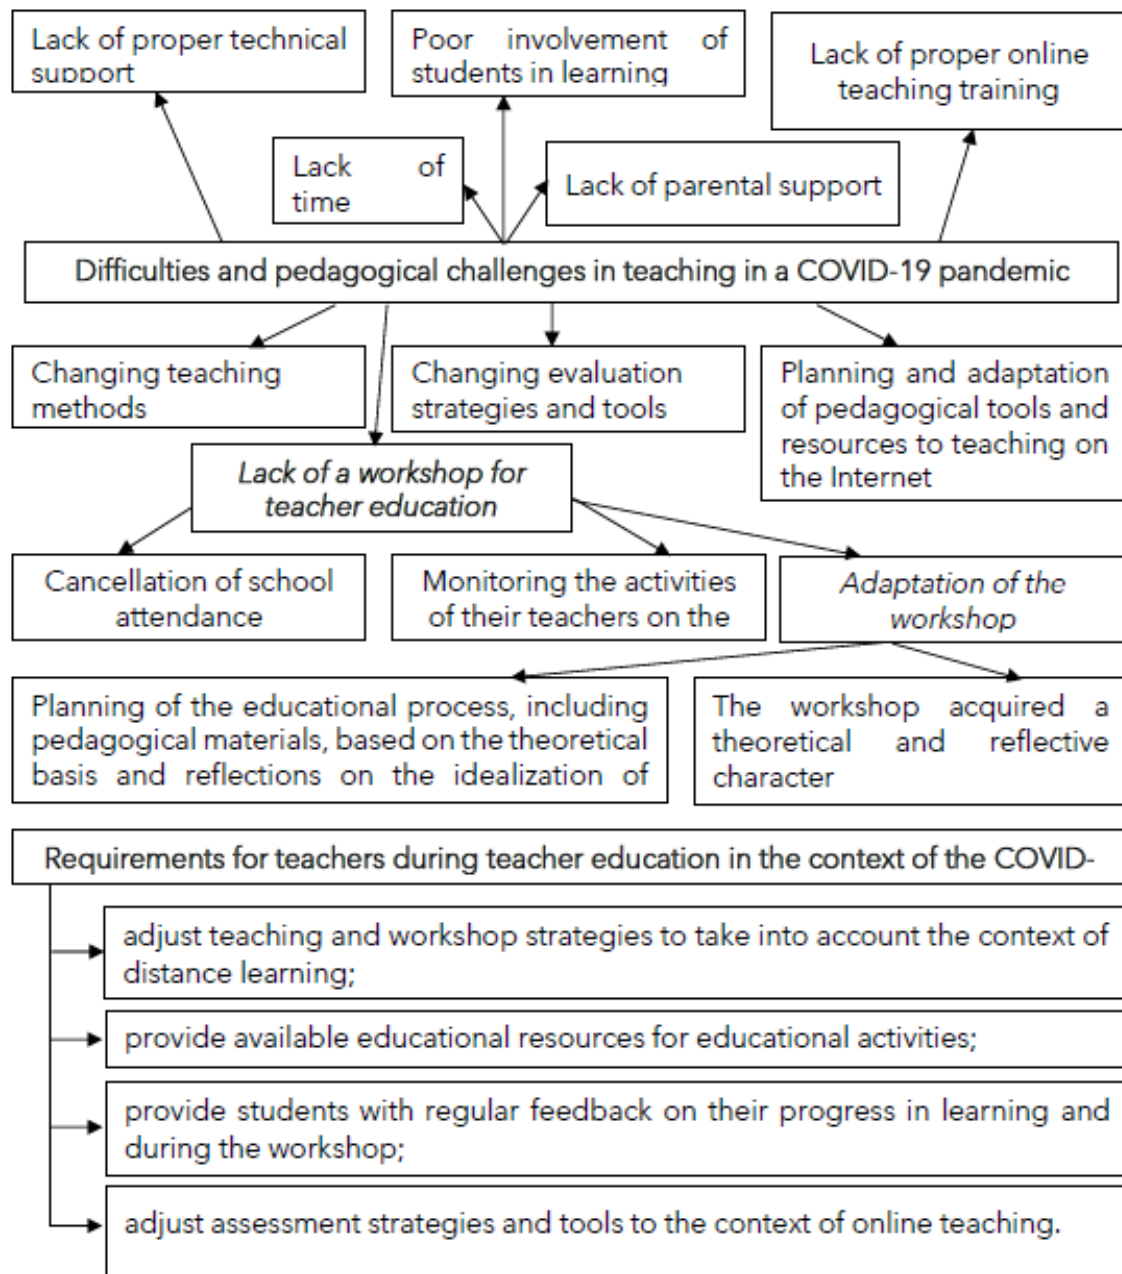 Lack of proper technical
support
Poor involvement of
students in learning
Lack of proper online
teaching training
Lack of
time
Lack of parental support
Difficulties and pedagogical challenges in teaching in a COVID-19 pandemic
Changing teaching
methods
Changing evaluation
strategies and tools
Planning and adaptation
of pedagogical tools and
resources to teaching on
the Internet
Lack of a workshop for
teacher education
Cancellation of school
attendance
Monitoring the activities
of their teachers on the
Adaptation of the
workshop
Planning of the educational process, including
pedagogical materials, based on the theoretical
basis and reflections on the idealization of
The workshop acquired a
theoretical and reflective
character
Requirements for teachers during teacher education in the context of the COVID-
adjust teaching and workshop strategies to take into account the context of
distance learning;
provide available educational resources for educational activities;
provide students with regular feedback on their progress in learning and
during the workshop;
adjust assessment strategies and tools to the context of online teaching.